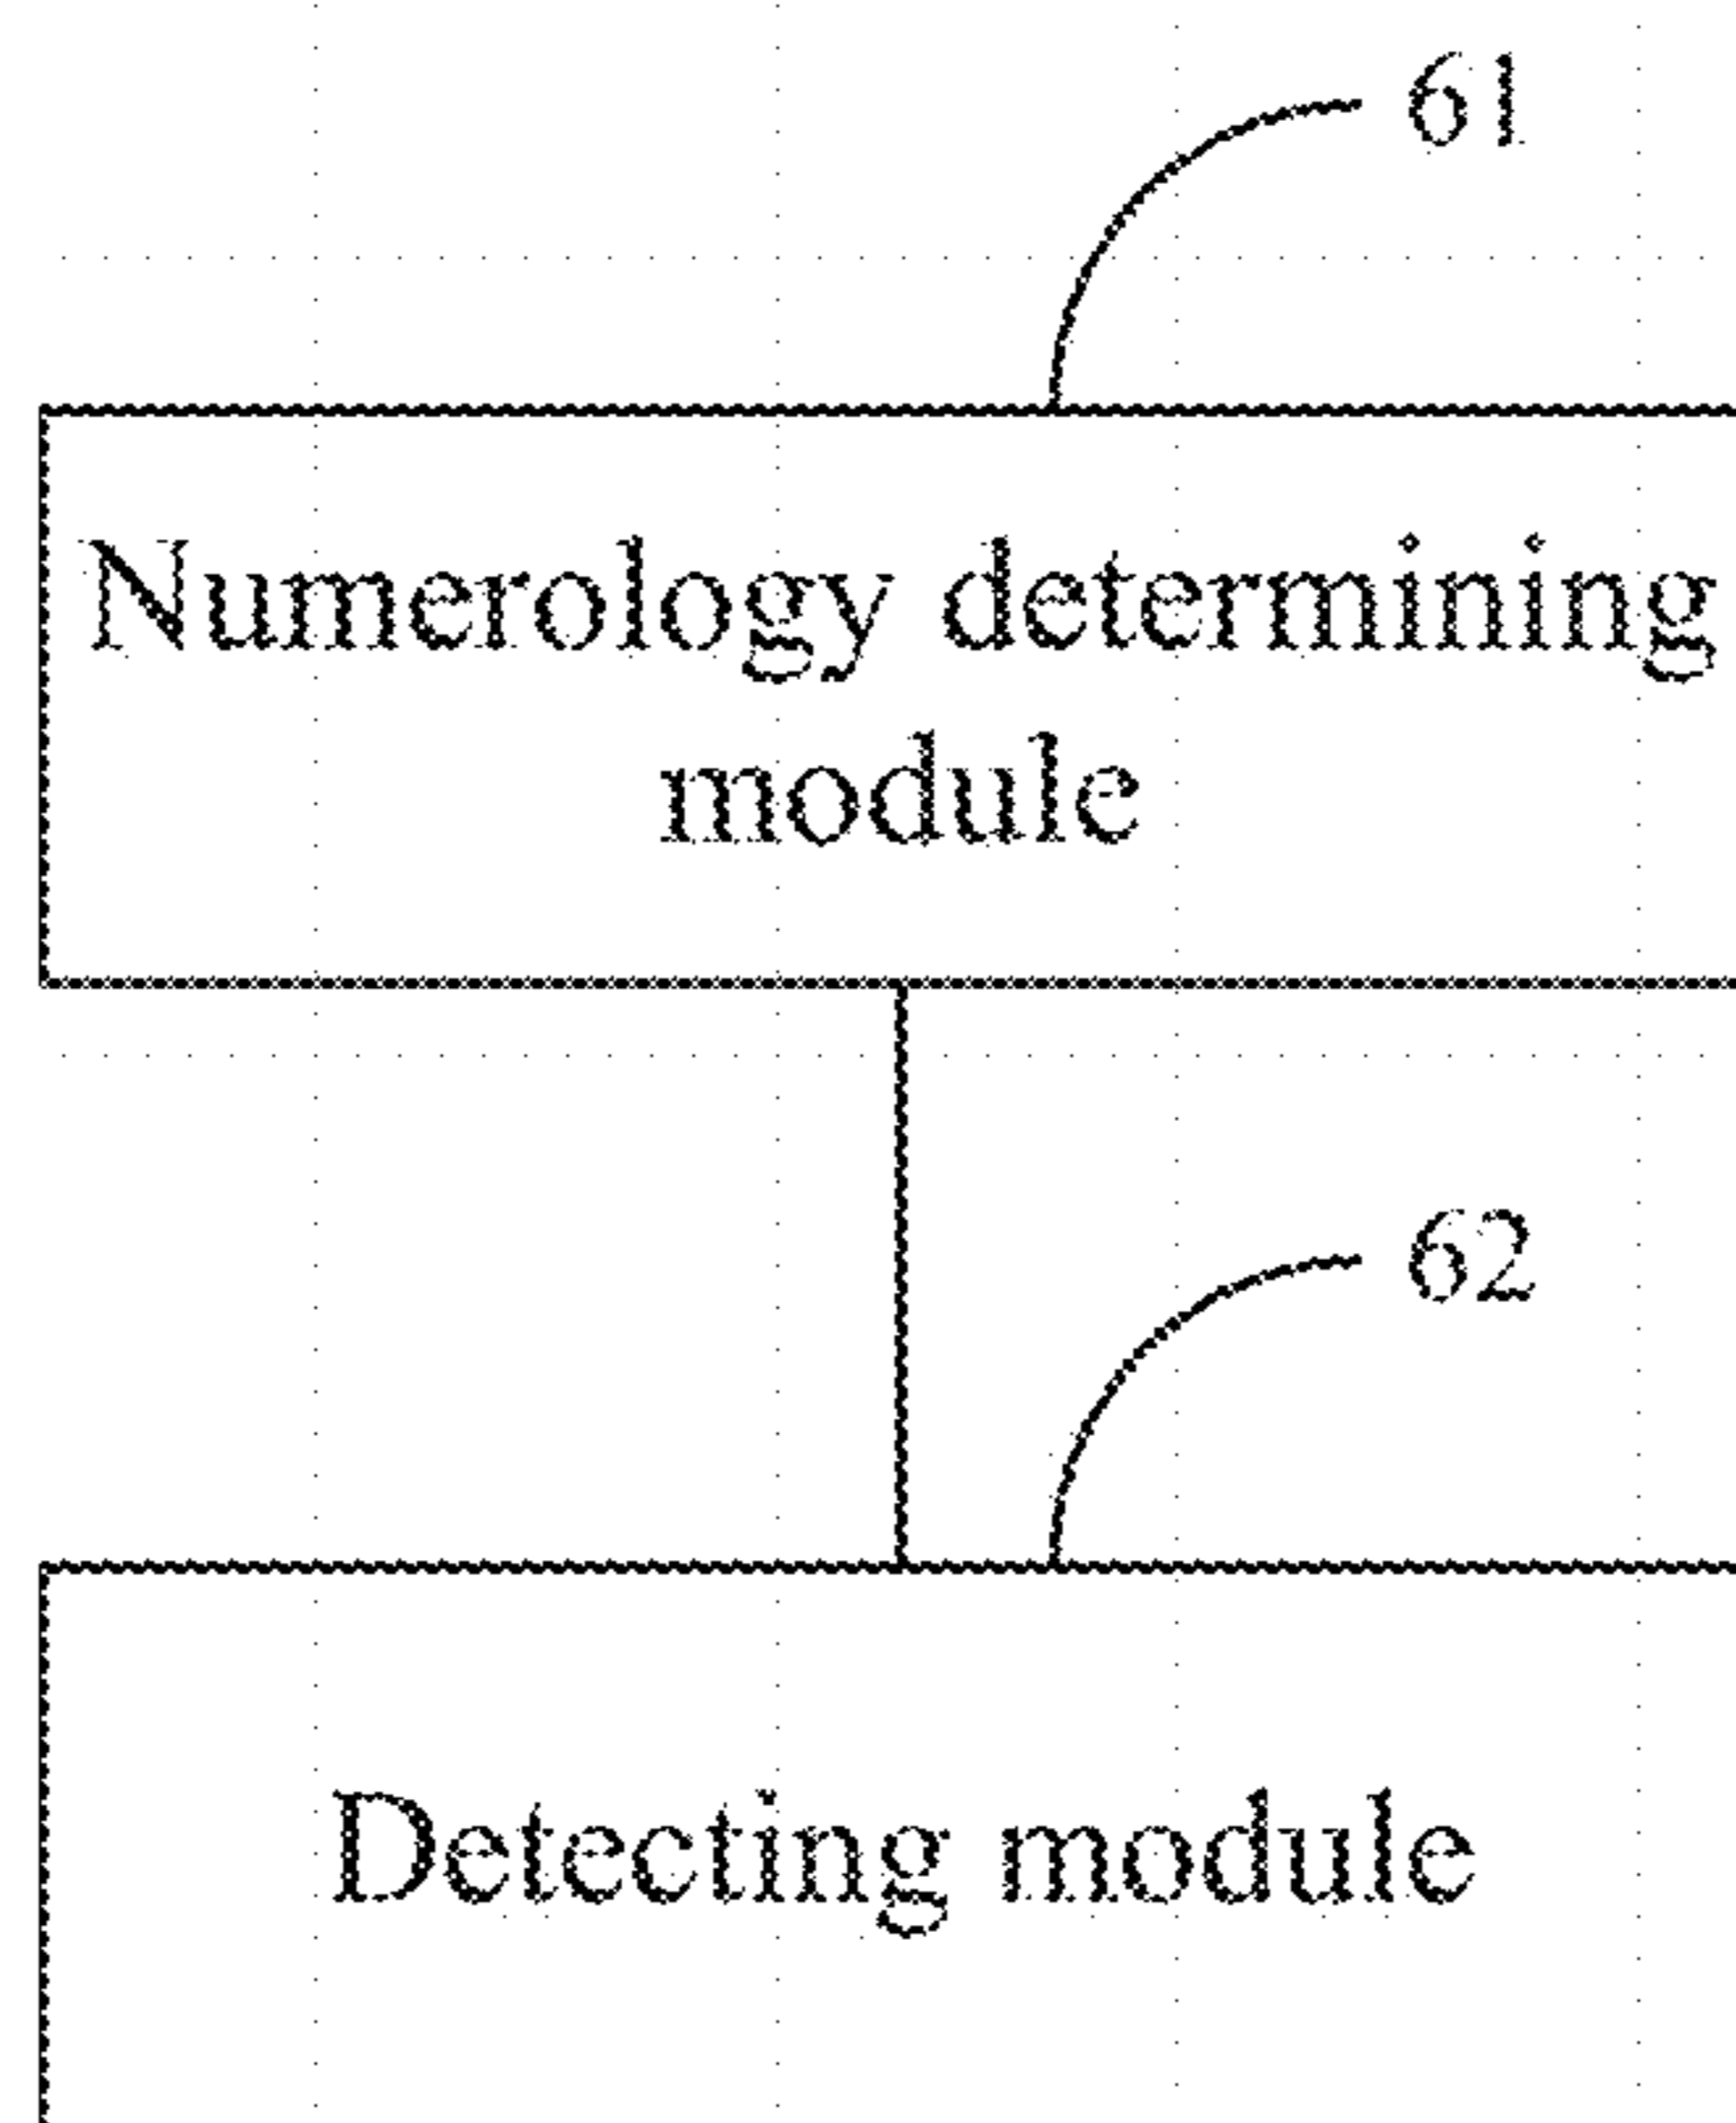 61
Numerology determining
module
62
Detecting module